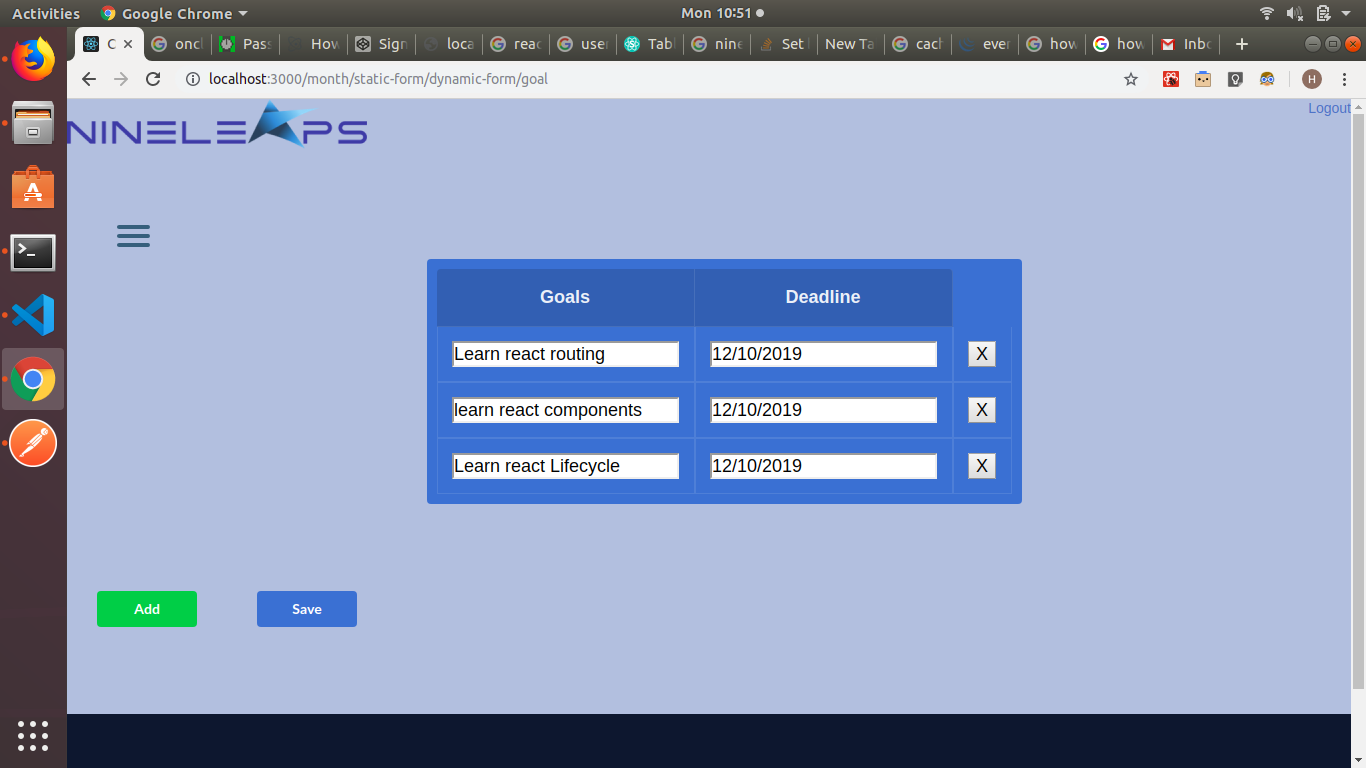 Activities Google Chrome Mon 10:51
C onc Pass How Sign loca reac user Tab nine Set New Ta cach ever how how Inbo
localhost:3000/month/static-form/dynamic-form/goal H
NINELEAPS Logout
Goals Deadline
Learn react routing 12/10/2019 X
learn react components 12/10/2019 X
Learn react Lifecycle 12/10/2019 X
Add Save